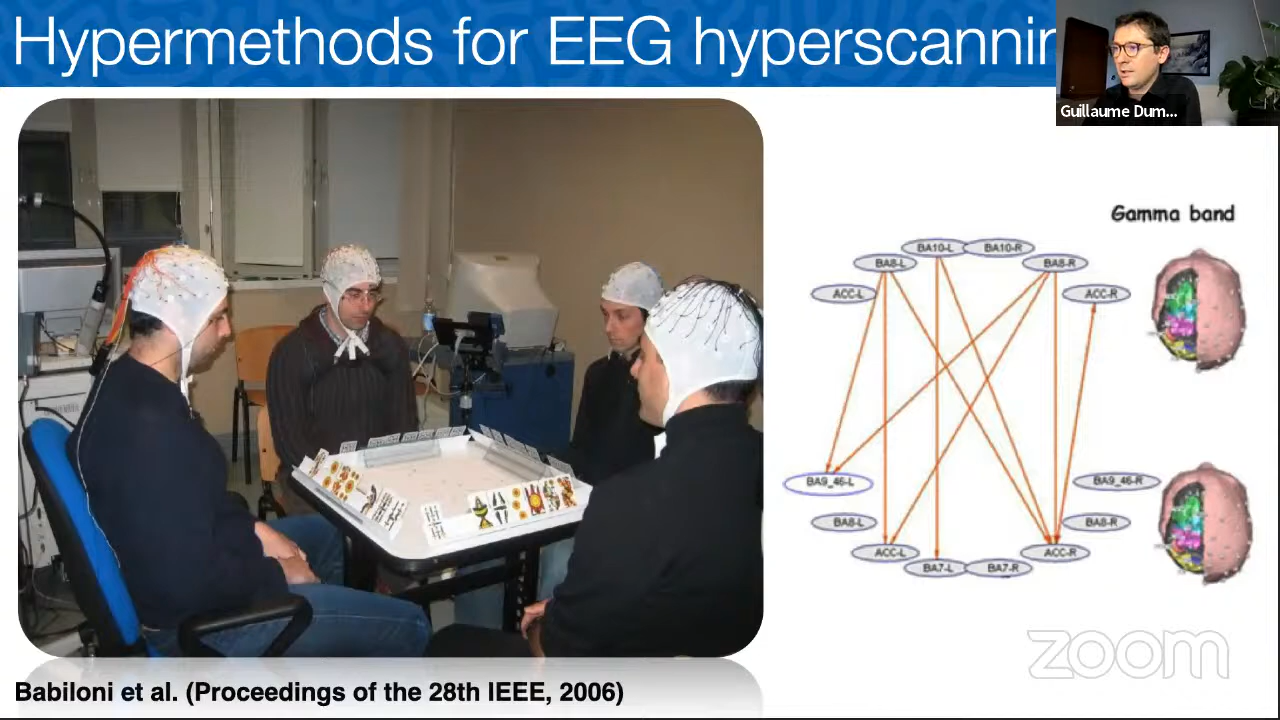 Hypermethods for EEG hyperscannin
Guillaume Dum...
Gamma band
BA10-L
BA10-R
BA8-L
BA8-R
ACC-L
ACC-R
BA9_46-L
BA9_46-R
BA8-L
BA8-R
ACC-L
ACC-R
BA7-L
BA7-R
zoom
Babiloni et al. (Proceedings of the 28th IEEE, 2006)